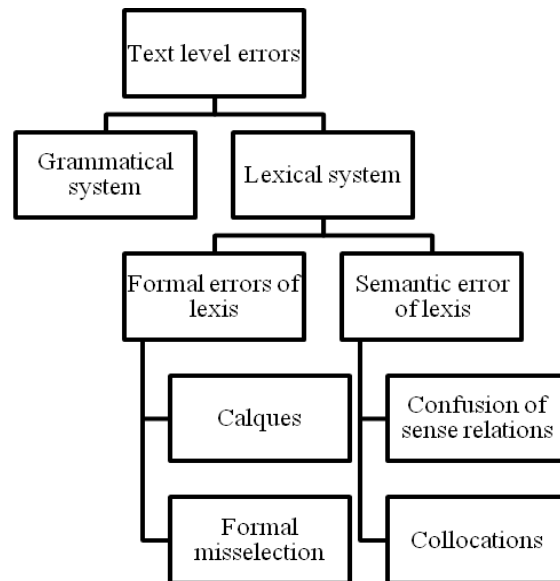 Text level errors
Grammatical
system
Lexical system
Formal errors of
lexis
Semantic error
of lexis
Calques
Confusion of
sense relations
Formal
misselection
Collocations